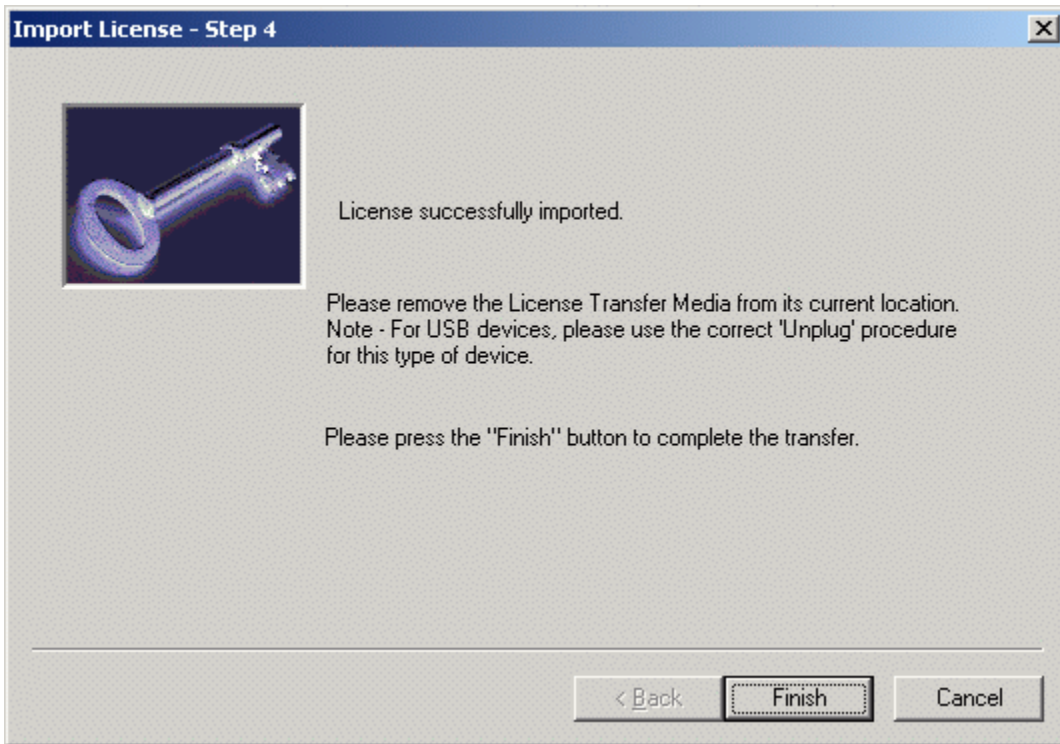 Import License - Step 4
License successfully imported.
Please remove the License Transfer Media from its current location.
Note - For USB devices, please use the correct 'Unplug' procedure
for this type of device.
Please press the "Finish" button to complete the transfer.
< Back
Finish
Cancel